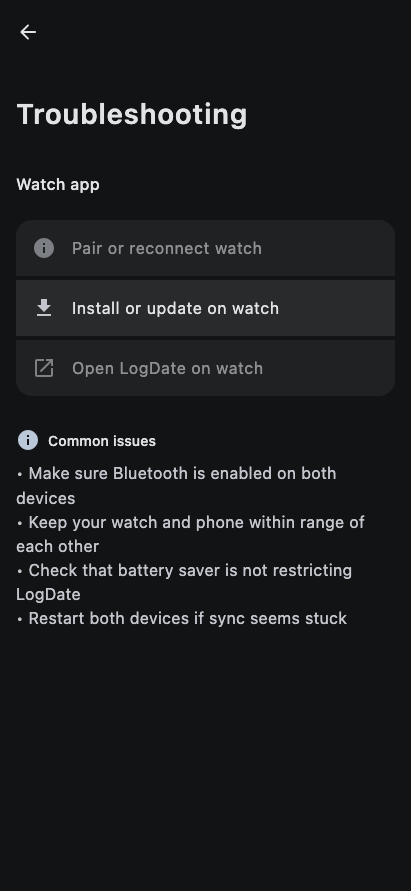 Troubleshooting
Watch app
Pair or reconnect watch
Install or update on watch
Open LogDate on watch
Common issues
• Make sure Bluetooth is enabled on both
devices
• Keep your watch and phone within range of
each other
• Check that battery saver is not restricting
LogDate
• Restart both devices if sync seems stuck